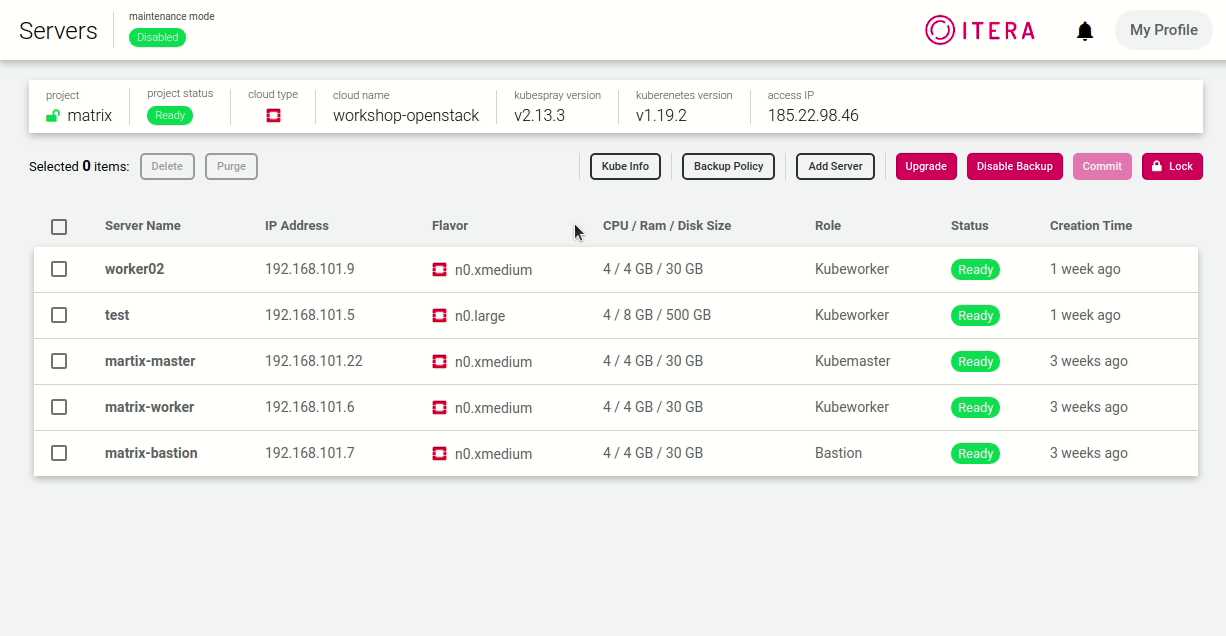 Servers
maintenance mode
Disabled
ITERA
My Profile
project
matrix
project status
Ready
cloud type
cloud name
workshop-openstack
kubespray version
v2.13.3
kuberenetes version
v1.19.2
access IP
185.22.98.46
Selected 0 items: Delete Purge Kube Info Backup Policy Add Server Upgrade Disable Backup Commit Lock
Server Name IP Address Flavor CPU / Ram / Disk Size Role Status Creation Time
worker02 192.168.101.9 n0.xmedium 4 / 4 GB / 30 GB Kubeworker Ready 1 week ago
test 192.168.101.5 n0.large 4 / 8 GB / 500 GB Kubeworker Ready 1 week ago
martix-master 192.168.101.22 n0.xmedium 4 / 4 GB / 30 GB Kubemaster Ready 3 weeks ago
matrix-worker 192.168.101.6 n0.xmedium 4 / 4 GB / 30 GB Kubeworker Ready 3 weeks ago
matrix-bastion 192.168.101.7 n0.xmedium 4 / 4 GB / 30 GB Bastion Ready 3 weeks ago